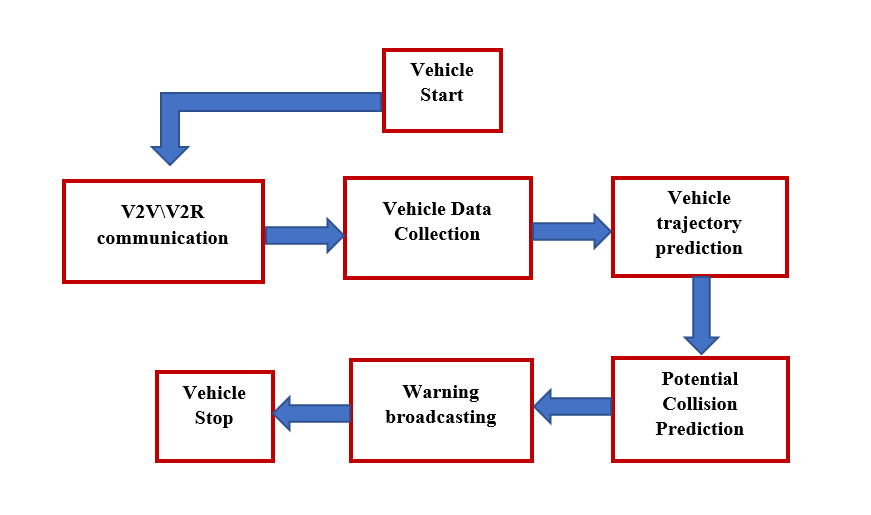 Vehicle
Start
V2V\V2R
communication
Vehicle Data
Collection
Vehicle
trajectory
prediction
Potential
Collision
Prediction
Warning
broadcasting
Vehicle
Stop